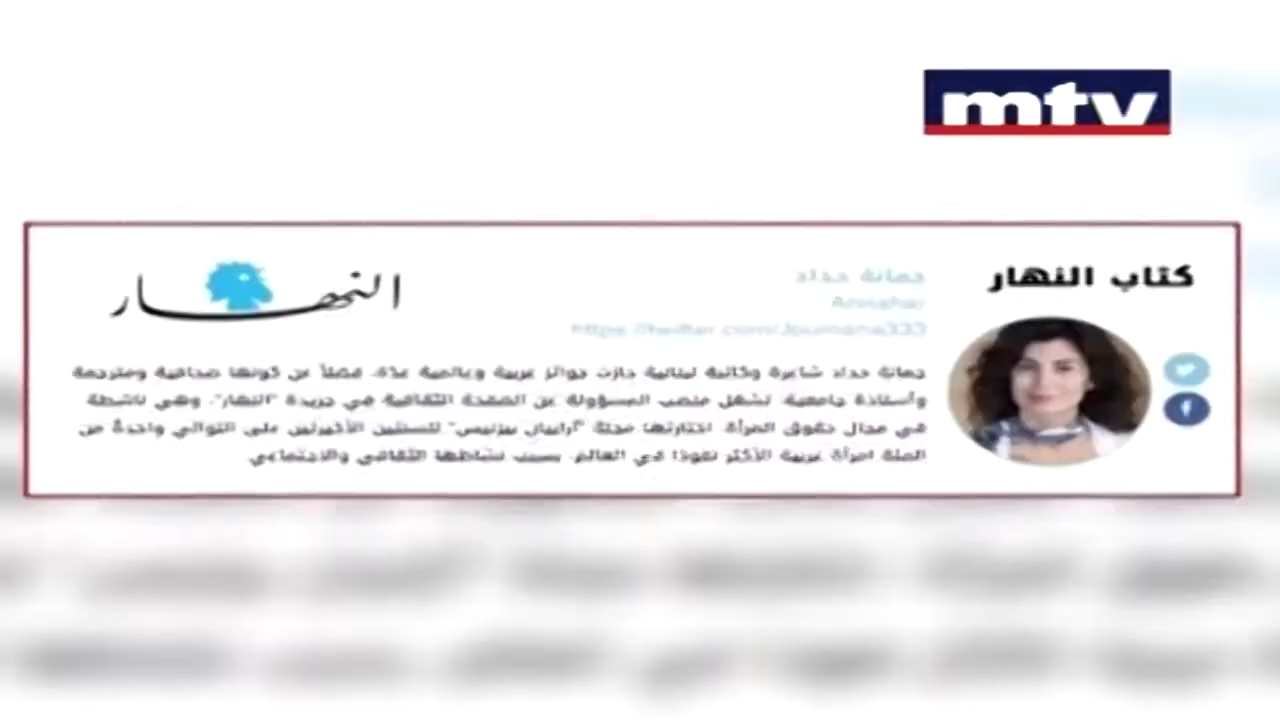 mtv
كتاب النهار
النهار
جمانة حداد
Annahar
https://twitter.com/Joumana333
جمانة حداد شاعرة وكاتبة لبنانية حازت جوائز عربية وعالمية عدّة، فضلاً عن كونها صحافية ومترجمة
وأستاذة جامعية. تشغل منصب المسؤولة عن الصفحة الثقافية في جريدة "النهار"، وهي ناشطة
في مجال حقوق المرأة. اختارتها مجلة "أرابيان بيزنيس" للسنتين الأخيرتين على التوالي واحدةً من
المئة امرأة عربية الأكثر نفوذًا في العالم، بسبب نشاطها الثقافي والاجتماعي